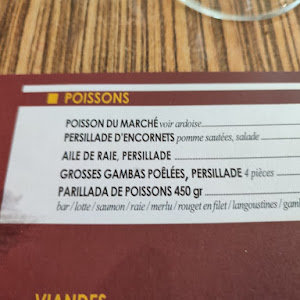 POISSONS
POISSON DU MARCHÉ voir ardoise
PERSILLADE D'ENCORNETS pomme sautées, salade
AILE DE RAIE, PERSILLADE
GROSSES GAMBAS POÊLÉES, PERSILLADE 4 pièces
PARILLADA DE POISSONS 450 gr
bar / lotte / saumon / raie / merlu / rouget en filet / langoustines /
VIANDES